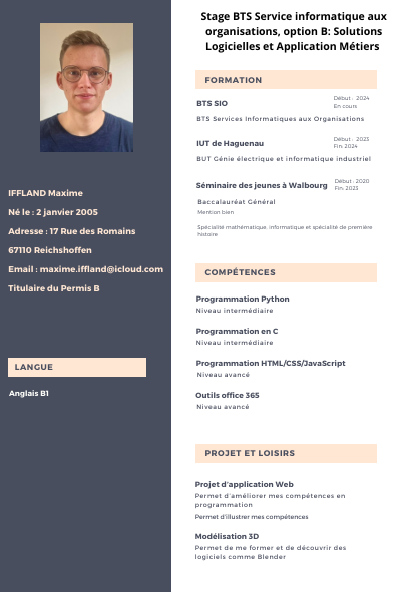 Stage BTS Service informatique aux
organisations, option B: Solutions
Logicielles et Application Métiers
IFFLAND Maxime
Né le : 2 janvier 2005
Adresse : 17 Rue des Romains
67110 Reichshoffen
Email : maxime.iffland@icloud.com
Titulaire du Permis B
LANGUE
Anglais B1
FORMATION
BTS SIO
Début : 2024
En cours
BTS Services Informatiques aux Organisations
IUT de Haguenau
Début : 2023
Fin: 2024
BUT Génie électrique et informatique industriel
Séminaire des jeunes à Walbourg
Début : 2020
Fin: 2023
Baccalauréat Général
Mention bien
Spécialité mathématique, informatique et spécialité de première
histoire
COMPÉTENCES
Programmation Python
Niveau intermédiaire
Programmation en C
Niveau intermédiaire
Programmation HTML/CSS/JavaScript
Niveau avancé
Outils office 365
Niveau avancé
PROJET ET LOISIRS
Projet d'application Web
Permet d'améliorer mes compétences en
programmation
Permet d'illustrer mes compétences
Modélisation 3D
Permet de me former et de découvrir des
logiciels comme Blender